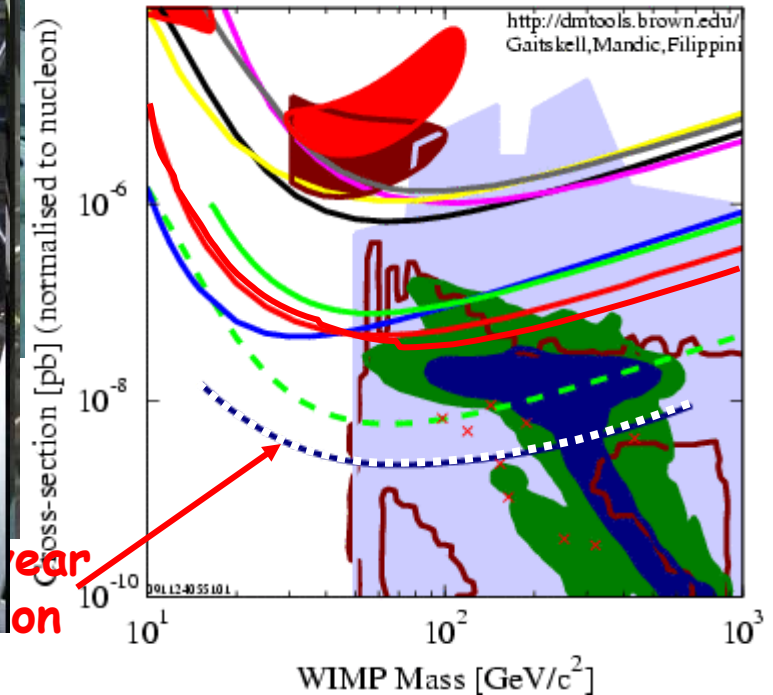 http://dmtools.brown.edu/
Gaitskell,Mandic,Filippini
Cross-section [pb] (normalised to nucleon)
10^-6
10^-8
10^-10
year
on
091124055101
10^1
10^2
10^3
WIMP Mass [GeV/c^2]